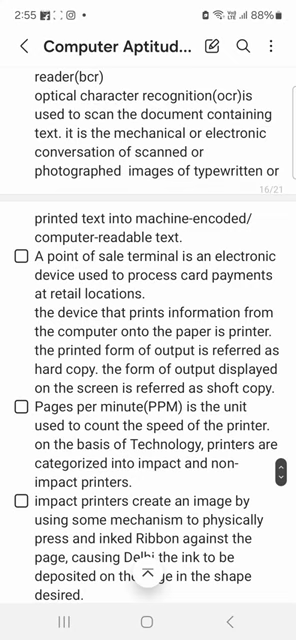 2:55
88%
Computer Aptitud...
reader(bcr)
optical character recognition(ocr)is
used to scan the document containing
text. it is the mechanical or electronic
conversation of scanned or
photographed images of typewritten or
16/21
printed text into machine-encoded/
computer-readable text.
A point of sale terminal is an electronic
device used to process card payments
at retail locations.
the device that prints information from
the computer onto the paper is printer.
the printed form of output is referred as
hard copy. the form of output displayed
on the screen is referred as shoft copy.
Pages per minute(PPM) is the unit
used to count the speed of the printer.
on the basis of Technology, printers are
categorized into impact and non-
impact printers.
impact printers create an image by
using some mechanism to physically
press and inked Ribbon against the
page, causing Delhi the ink to be
deposited on the in the shape
desired.